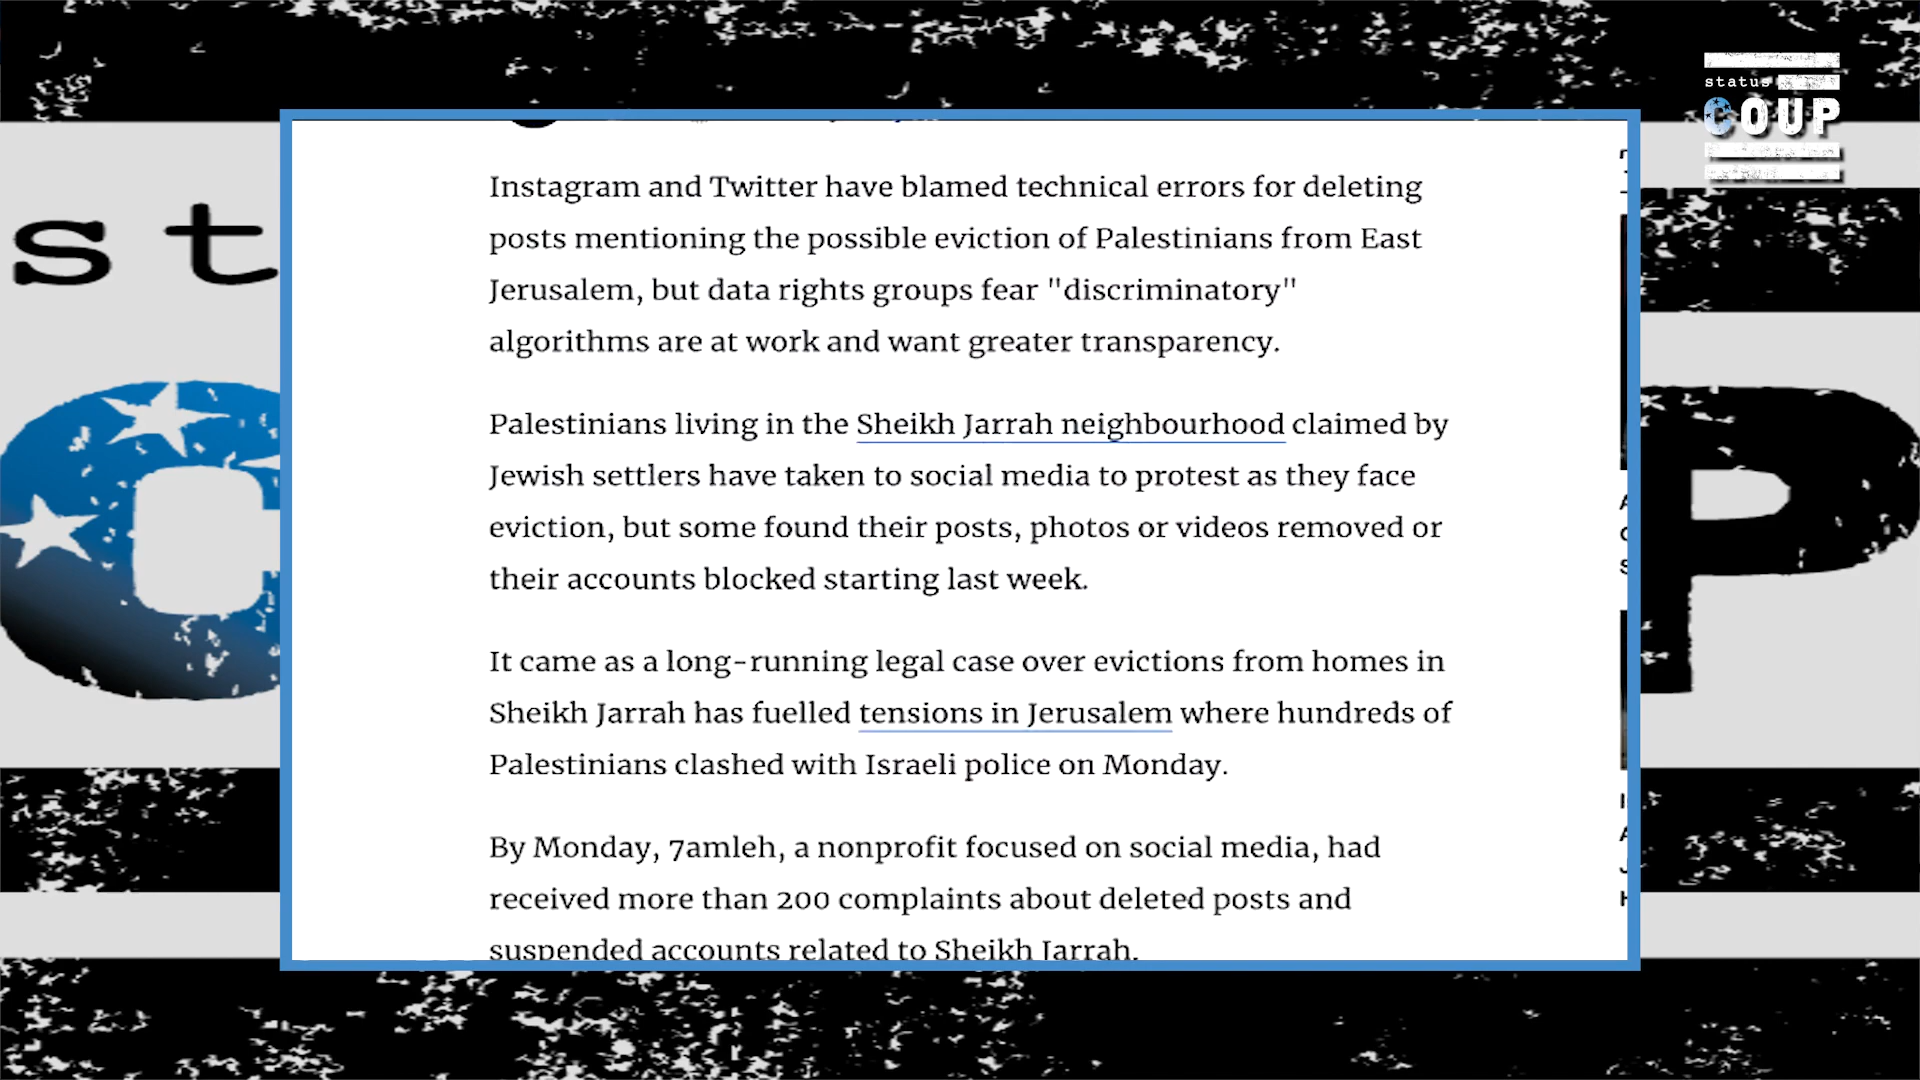 status
COUP
st
C
P
Instagram and Twitter have blamed technical errors for deleting
posts mentioning the possible eviction of Palestinians from East
Jerusalem, but data rights groups fear "discriminatory"
algorithms are at work and want greater transparency.
Palestinians living in the Sheikh Jarrah neighbourhood claimed by
Jewish settlers have taken to social media to protest as they face
eviction, but some found their posts, photos or videos removed or
their accounts blocked starting last week.
It came as a long-running legal case over evictions from homes in
Sheikh Jarrah has fuelled tensions in Jerusalem where hundreds of
Palestinians clashed with Israeli police on Monday.
By Monday, 7amleh, a nonprofit focused on social media, had
received more than 200 complaints about deleted posts and
suspended accounts related to Sheikh Jarrah.